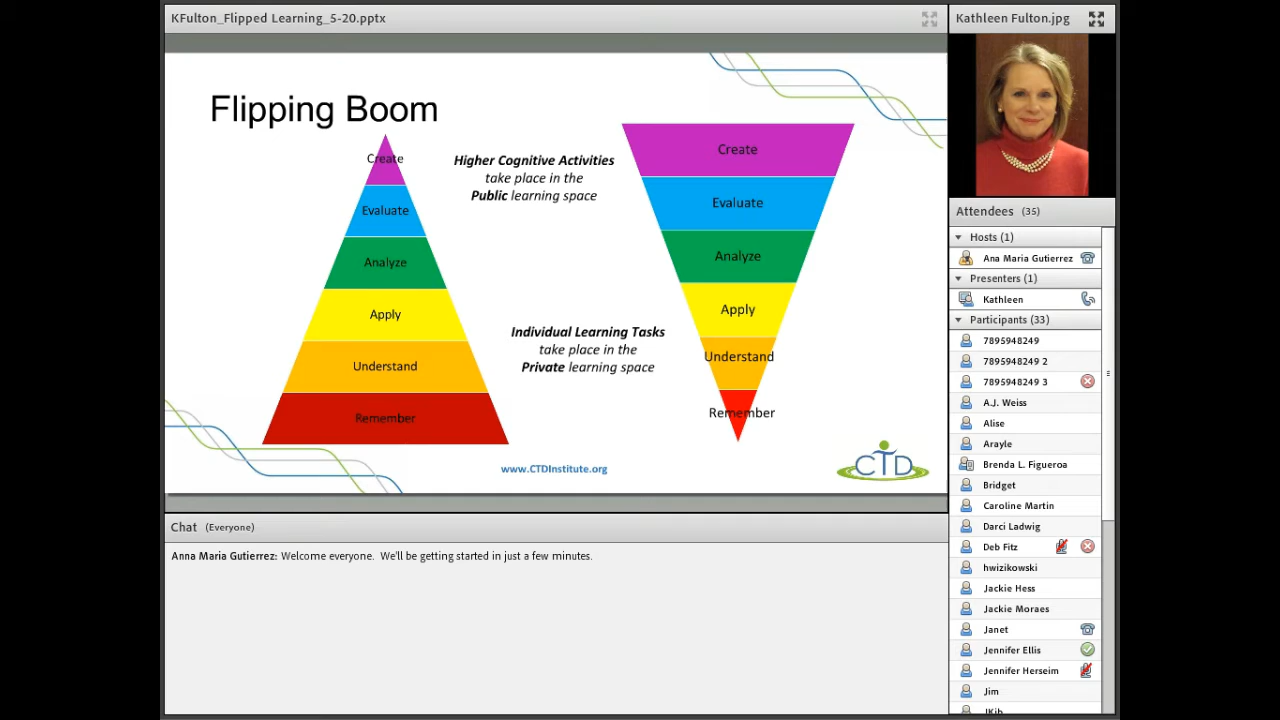 KFulton_Flipped Learning_5-20.pptx
Flipping Boom
Create
Evaluate
Analyze
Apply
Understand
Remember
Higher Cognitive Activities
take place in the
Public learning space
Individual Learning Tasks
take place in the
Private learning space
Create
Evaluate
Analyze
Apply
Understand
Remember
www.CTDInstitute.org
CTD
Chat (Everyone)
Anna Maria Gutierrez: Welcome everyone. We'll be getting started in just a few minutes.
Kathleen Fulton.jpg
Attendees (35)
Hosts (1)
Ana Maria Gutierrez
Presenters (1)
Kathleen
Participants (33)
7895948249
7895948249 2
7895948249 3
A.J. Weiss
Alise
Arayle
Brenda L. Figueroa
Bridget
Caroline Martin
Darci Ladwig
Deb Fitz
hwizikowski
Jackie Hess
Jackie Moraes
Janet
Jennifer Ellis
Jennifer Herseim
Jim